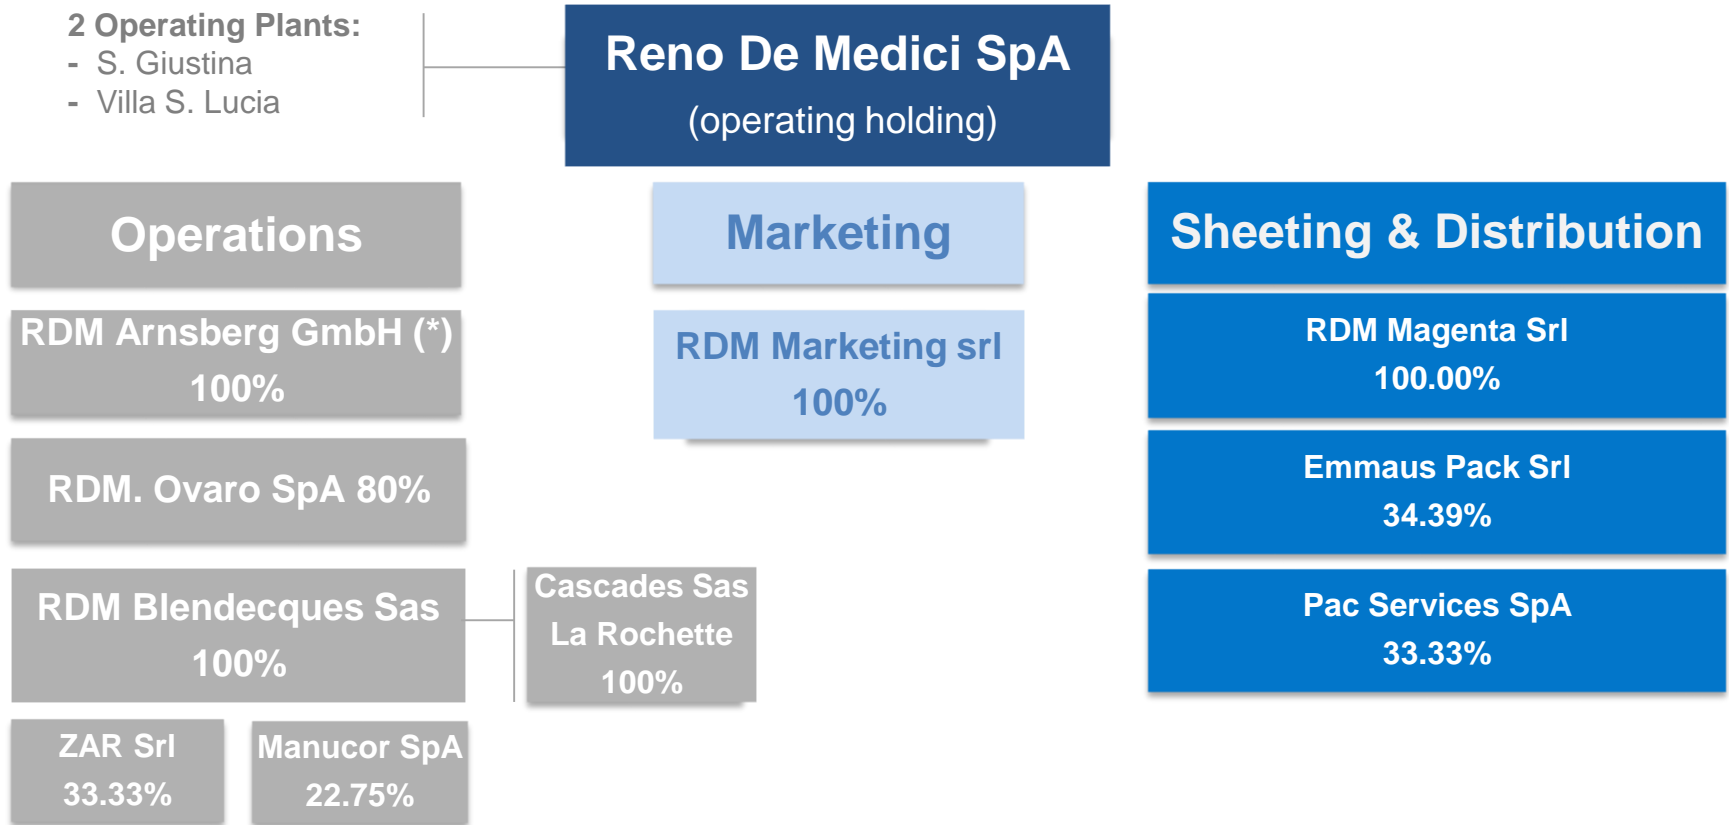 2 Operating Plants:
- S. Giustina
- Villa S. Lucia
Reno De Medici SpA
(operating holding)
Operations
RDM Arnsberg GmbH (*)
100%
RDM. Ovaro SpA 80%
RDM Blendecques Sas
100%
Cascades Sas
La Rochette
100%
ZAR Srl
33.33%
Manucor SpA
22.75%
Marketing
RDM Marketing srl
100%
Sheeting & Distribution
RDM Magenta Srl
100.00%
Emmaus Pack Srl
34.39%
Pac Services SpA
33.33%